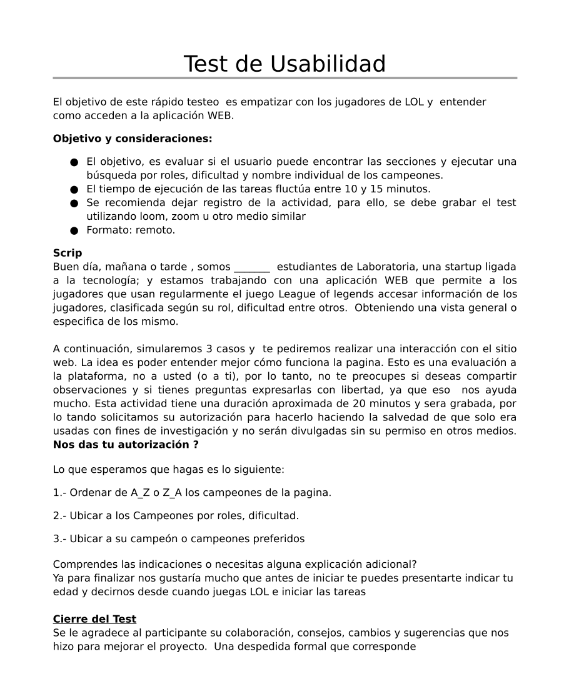 Test de Usabilidad
El objetivo de este rápido testeo  es empatizar con los jugadores de LOL y  entender
como acceden a la aplicación WEB.
Objetivo y consideraciones:
● El objetivo, es evaluar si el usuario puede encontrar las secciones y ejecutar una
búsqueda por roles, dificultad y nombre individual de los campeones.
● El tiempo de ejecución de las tareas fluctúa entre 10 y 15 minutos.
● Se recomienda dejar registro de la actividad, para ello, se debe grabar el test
utilizando loom, zoom u otro medio similar
● Formato: remoto.
Scrip
Buen día, mañana o tarde , somos _______  estudiantes de Laboratoria, una startup ligada
a la tecnología; y estamos trabajando con una aplicación WEB que permite a los
jugadores que usan regularmente el juego League of legends accesar información de los
jugadores, clasificada según su rol, dificultad entre otros.  Obteniendo una vista general o
especifica de los mismo.
A continuación, simularemos 3 casos y  te pediremos realizar una interacción con el sitio
web. La idea es poder entender mejor cómo funciona la pagina. Esto es una evaluación a
la plataforma, no a usted (o a ti), por lo tanto, no te preocupes si deseas compartir
observaciones y si tienes preguntas expresarlas con libertad, ya que eso  nos ayuda
mucho. Esta actividad tiene una duración aproximada de 20 minutos y sera grabada, por
lo tando solicitamos su autorización para hacerlo haciendo la salvedad de que solo era
usadas con fines de investigación y no serán divulgadas sin su permiso en otros medios.
Nos das tu autorización ?
Lo que esperamos que hagas es lo siguiente:
1.- Ordenar de A_Z o Z_A los campeones de la pagina.
2.- Ubicar a los Campeones por roles, dificultad.
3.- Ubicar a su campeón o campeones preferidos
Comprendes las indicaciones o necesitas alguna explicación adicional?
Ya para finalizar nos gustaría mucho que antes de iniciar te puedes presentarte indicar tu
edad y decirnos desde cuando juegas LOL e iniciar las tareas
Cierre del Test
Se le agradece al participante su colaboración, consejos, cambios y sugerencias que nos
hizo para mejorar el proyecto.  Una despedida formal que corresponde